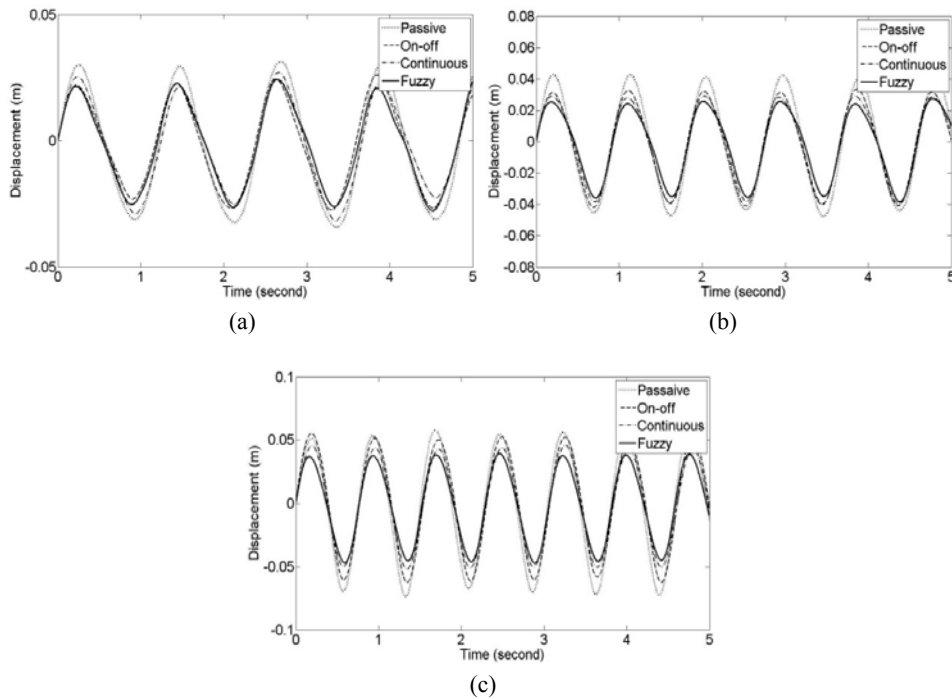 0.05
0
-0.05
Displacement (m)
0 1 2 3 4 5
Time (second)
Passive
On-off
Continuous
Fuzzy
(a)
0.08
0.06
0.04
0.02
0
-0.02
-0.04
-0.06
-0.08
Displacement (m)
0 1 2 3 4 5
Time (second)
Passive
On-off
Continuous
Fuzzy
(b)
0.1
0.05
0
-0.05
-0.1
Displacement (m)
0 1 2 3 4 5
Time (second)
Passaive
On-off
Continuous
Fuzzy
(c)